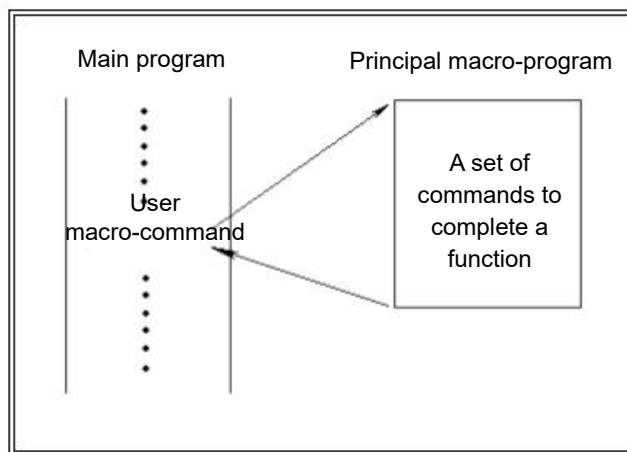 Main program
Principal macro-program
User
macro-command
A set of
commands to
complete a
function